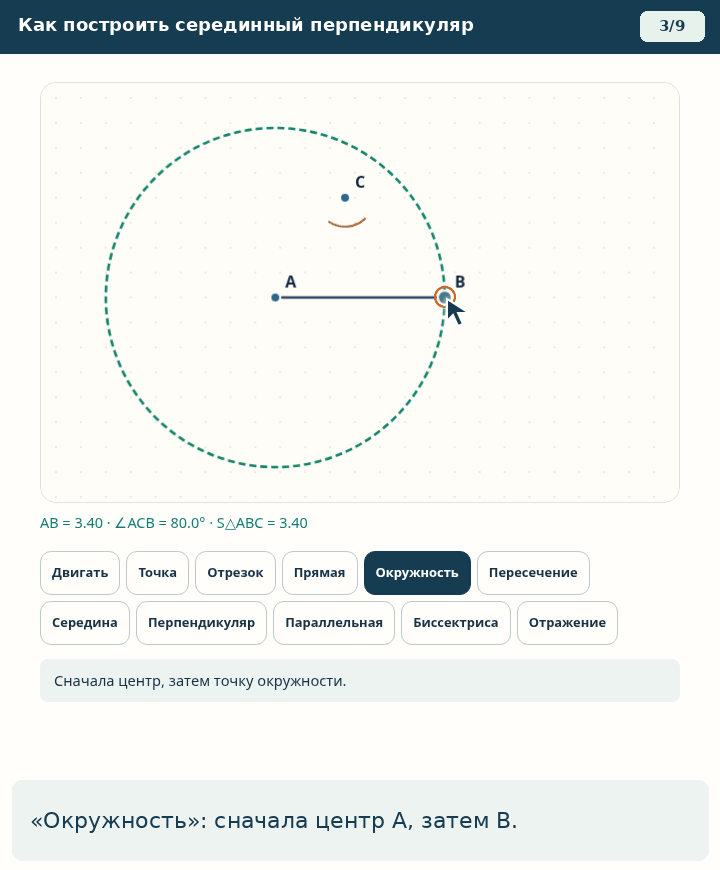 Как построить серединный перпендикуляр
3/9
C
A
B
AB = 3.40 · ∠ACB = 80.0° · S△ABC = 3.40
Двигать Точка Отрезок Прямая Окружность Пересечение
Середина Перпендикуляр Параллельная Биссектриса Отражение
Сначала центр, затем точку окружности.
«Окружность»: сначала центр A, затем B.